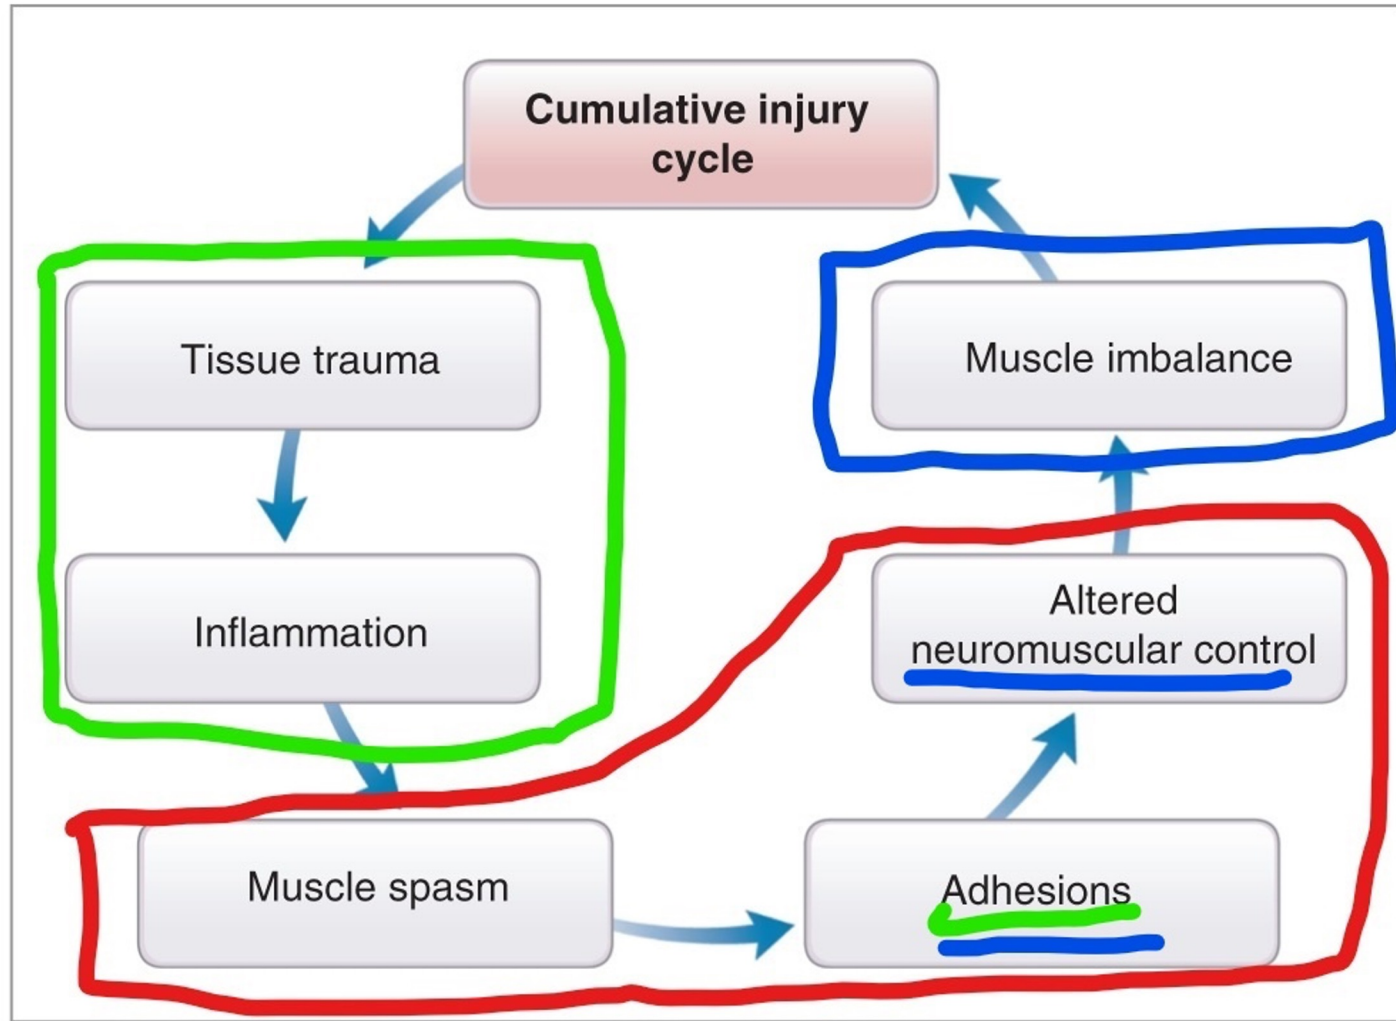 Cumulative injury
cycle
Tissue trauma
Inflammation
Muscle spasm
Adhesions
Altered
neuromuscular control
Muscle imbalance